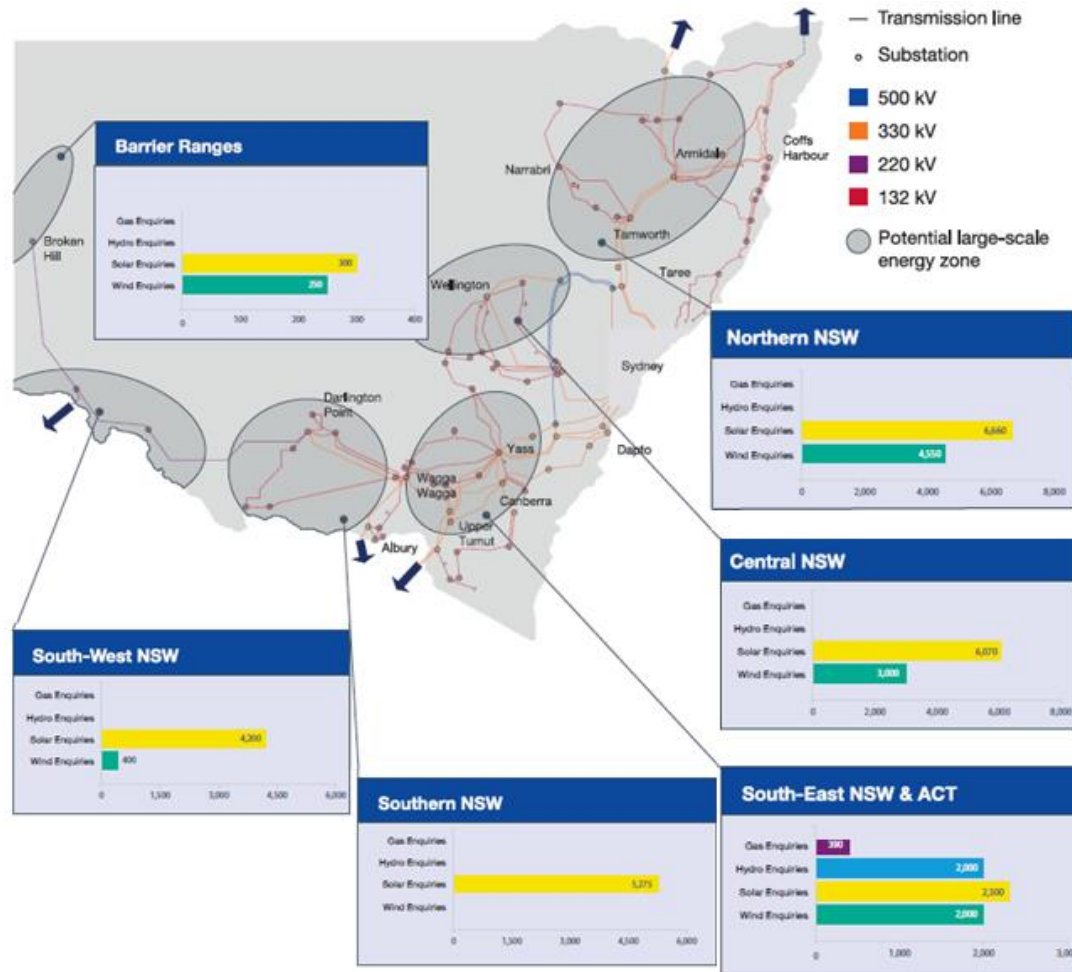 Transmission line
Substation
500 kV
330 kV
220 kV
132 kV
Potential large-scale
energy zone
Coffs
Harbour
Armidale
Narrabri
Tamworth
Taree
Wellington
Sydney
Broken
Hill
Darlington
Point
Yass
Dapto
Wagga
Wagga
Canberra
Upper
Tumut
Albury
Barrier Ranges
Gas Enquiries
Hydro Enquiries
Solar Enquiries 300
Wind Enquiries 250
0 100 200 300 400
Northern NSW
Gas Enquiries
Hydro Enquiries
Solar Enquiries 6,660
Wind Enquiries 4,550
0 2,000 4,000 6,000 8,000
Central NSW
Gas Enquiries
Hydro Enquiries
Solar Enquiries 6,070
Wind Enquiries 3,000
0 2,000 4,000 6,000 8,000
South-West NSW
Gas Enquiries
Hydro Enquiries
Solar Enquiries 4,200
Wind Enquiries 400
0 1,500 3,000 4,500 6,000
Southern NSW
Gas Enquiries
Hydro Enquiries
Solar Enquiries 5,275
Wind Enquiries
0 1,500 3,000 4,500 6,000
South-East NSW & ACT
Gas Enquiries 390
Hydro Enquiries 2,000
Solar Enquiries 2,300
Wind Enquiries 2,000
0 1,000 2,000